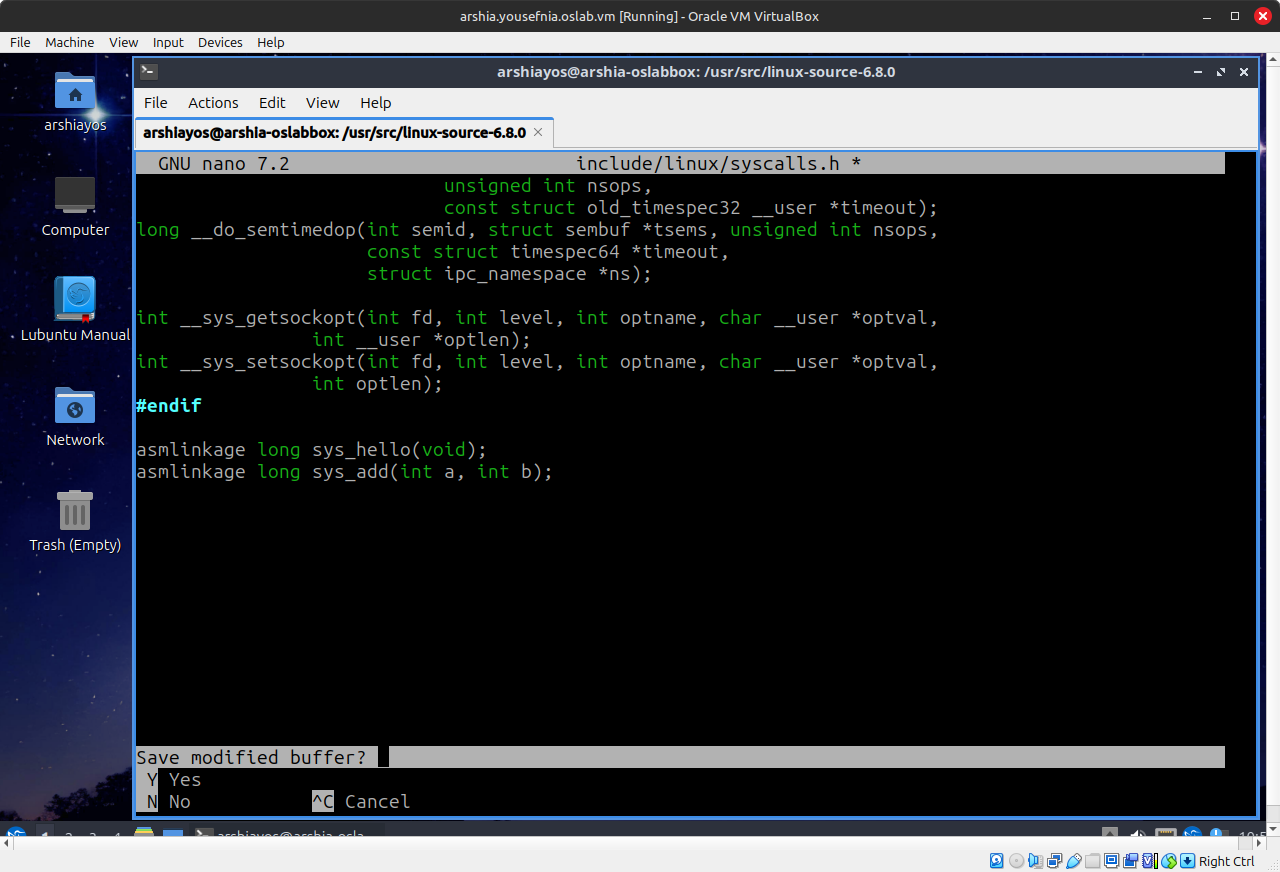 arshia.yousefnia.oslab.vm [Running] - Oracle VM VirtualBox
File Machine View Input Devices Help
arshiayos@arshia-oslabbox: /usr/src/linux-source-6.8.0
File Actions Edit View Help
arshiayos@arshia-oslabbox: /usr/src/linux-source-6.8.0
GNU nano 7.2 include/linux/syscalls.h *
unsigned int nsops,
const struct old_timespec32 __user *timeout);
long __do_semtimedop(int semid, struct sembuf *tsems, unsigned int nsops,
const struct timespec64 *timeout,
struct ipc_namespace *ns);
int __sys_getsockopt(int fd, int level, int optname, char __user *optval,
int __user *optlen);
int __sys_setsockopt(int fd, int level, int optname, char __user *optval,
int optlen);
#endif
asmlinkage long sys_hello(void);
asmlinkage long sys_add(int a, int b);
Save modified buffer?
Y Yes
N No ^C Cancel
arshiayos
Computer
Lubuntu Manual
Network
Trash (Empty)
1 2 3 4 arshiayos@arshia-osla...
Right Ctrl